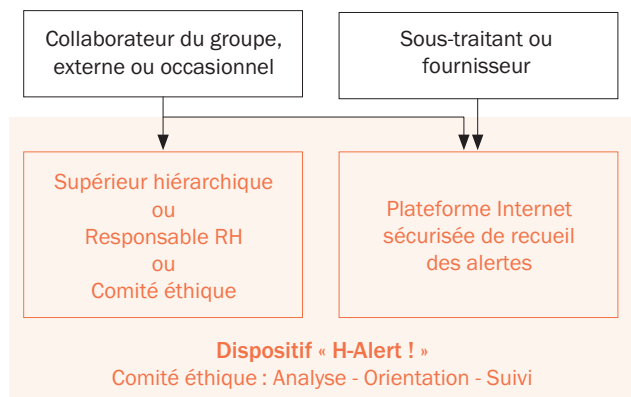 Collaborateur du groupe,
externe ou occasionnel
Sous-traitant ou
fournisseur
Supérieur hiérarchique
ou
Responsable RH
ou
Comité éthique
Plateforme Internet
sécurisée de recueil
des alertes
Dispositif « H-Alert ! »
Comité éthique : Analyse - Orientation - Suivi